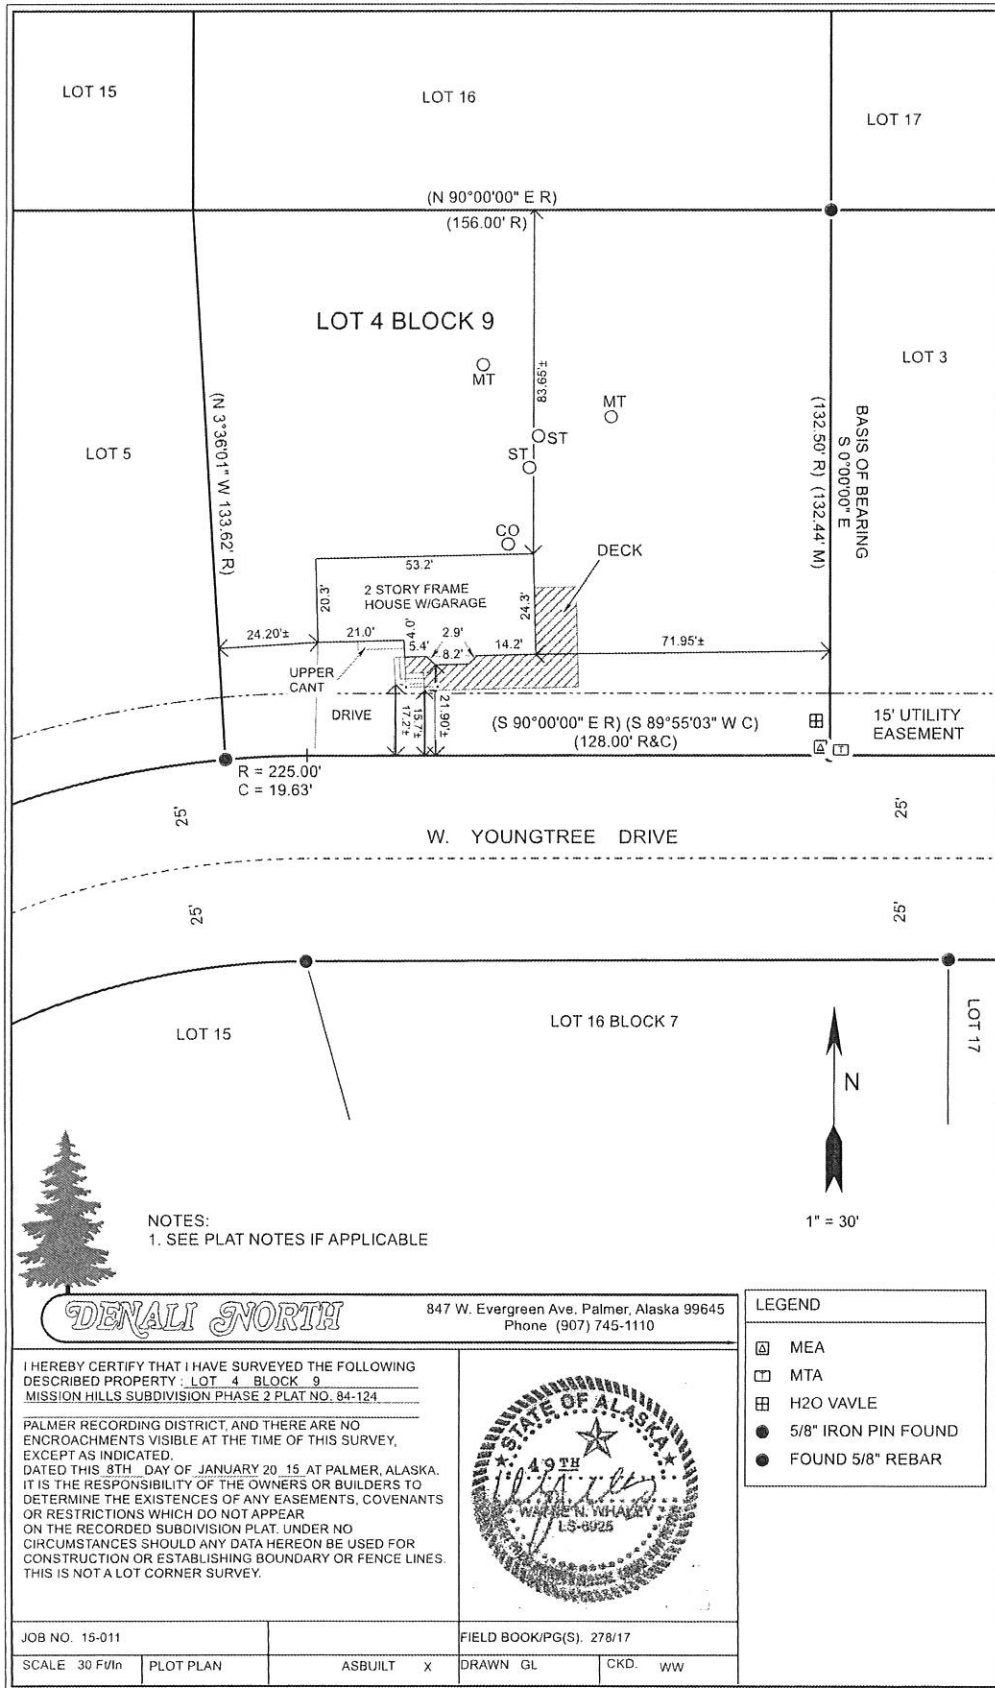 LOT 15
LOT 16
LOT 17
(N 90°00'00" E R)
(156.00' R)
LOT 4 BLOCK 9
LOT 3
MT
83.65'±
MT
(N 3°36'01" W 133.62' R)
LOT 5
ST
ST
(132.50' R) (132.44' M)
BASIS OF BEARING
S 0°00'00" E
CO
DECK
53.2'
2 STORY FRAME
HOUSE W/GARAGE
20.3'
24.3'
24.20'±
21.0'
4.0'
5.4'
2.9'
8.2'
14.2'
71.95'±
UPPER
CANT
DRIVE
17.2'±
15.7'±
21.90'±
(S 90°00'00" E R) (S 89°55'03" W C)
(128.00' R&C)
15' UTILITY
EASEMENT
R = 225.00'
C = 19.63'
25'
25'
W. YOUNGTREE DRIVE
25'
25'
LOT 15
LOT 16 BLOCK 7
LOT 17
N
1" = 30'
NOTES:
1. SEE PLAT NOTES IF APPLICABLE
DENALI NORTH
847 W. Evergreen Ave. Palmer, Alaska 99645
Phone (907) 745-1110
LEGEND
MEA
MTA
H2O VAVLE
5/8" IRON PIN FOUND
FOUND 5/8" REBAR
I HEREBY CERTIFY THAT I HAVE SURVEYED THE FOLLOWING
DESCRIBED PROPERTY : LOT 4 BLOCK 9
MISSION HILLS SUBDIVISION PHASE 2 PLAT NO. 84-124
PALMER RECORDING DISTRICT, AND THERE ARE NO
ENCROACHMENTS VISIBLE AT THE TIME OF THIS SURVEY,
EXCEPT AS INDICATED.
DATED THIS 8TH DAY OF JANUARY 20 15 AT PALMER, ALASKA.
IT IS THE RESPONSIBILITY OF THE OWNERS OR BUILDERS TO
DETERMINE THE EXISTENCES OF ANY EASEMENTS, COVENANTS
OR RESTRICTIONS WHICH DO NOT APPEAR
ON THE RECORDED SUBDIVISION PLAT. UNDER NO
CIRCUMSTANCES SHOULD ANY DATA HEREON BE USED FOR
CONSTRUCTION OR ESTABLISHING BOUNDARY OR FENCE LINES.
THIS IS NOT A LOT CORNER SURVEY.
STATE OF ALASKA
49TH
N. WHALEY
LS-6925
JOB NO. 15-011
FIELD BOOK/PG(S). 278/17
SCALE 30 Ft/In
PLOT PLAN
ASBUILT X
DRAWN GL
CKD. WW